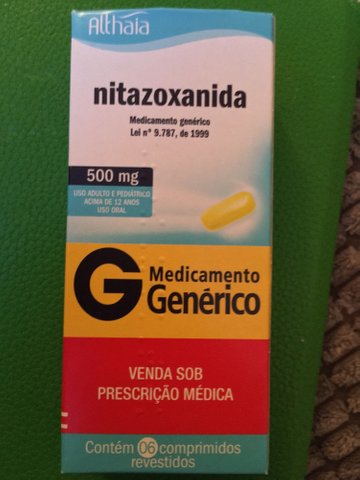 Althaia
nitazoxanida
Medicamento genérico
Lei nº 9.787, de 1999
500 mg
USO ADULTO E PEDIÁTRICO
ACIMA DE 12 ANOS
USO ORAL
G Medicamento
Genérico
VENDA SOB
PRESCRIÇÃO MÉDICA
Contém 06 comprimidos
revestidos